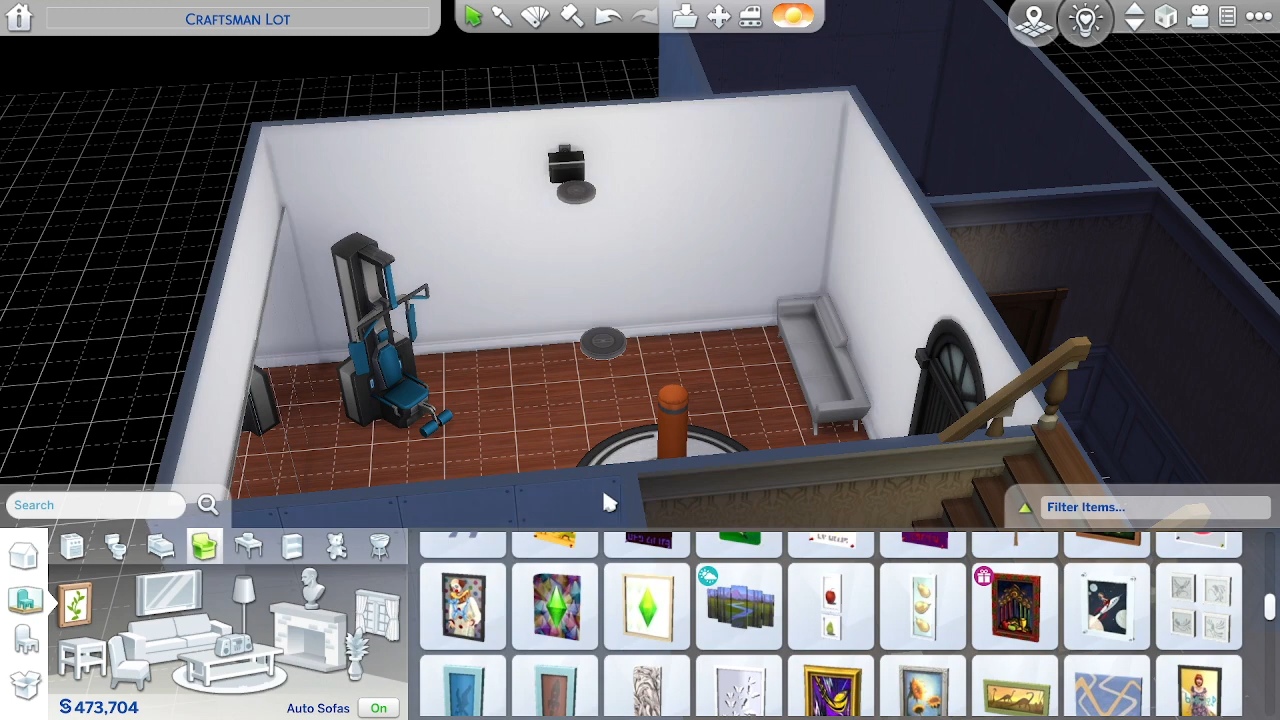 CRAFTSMAN LOT
Search
Filter Items...
§473,704
Auto Sofas
On